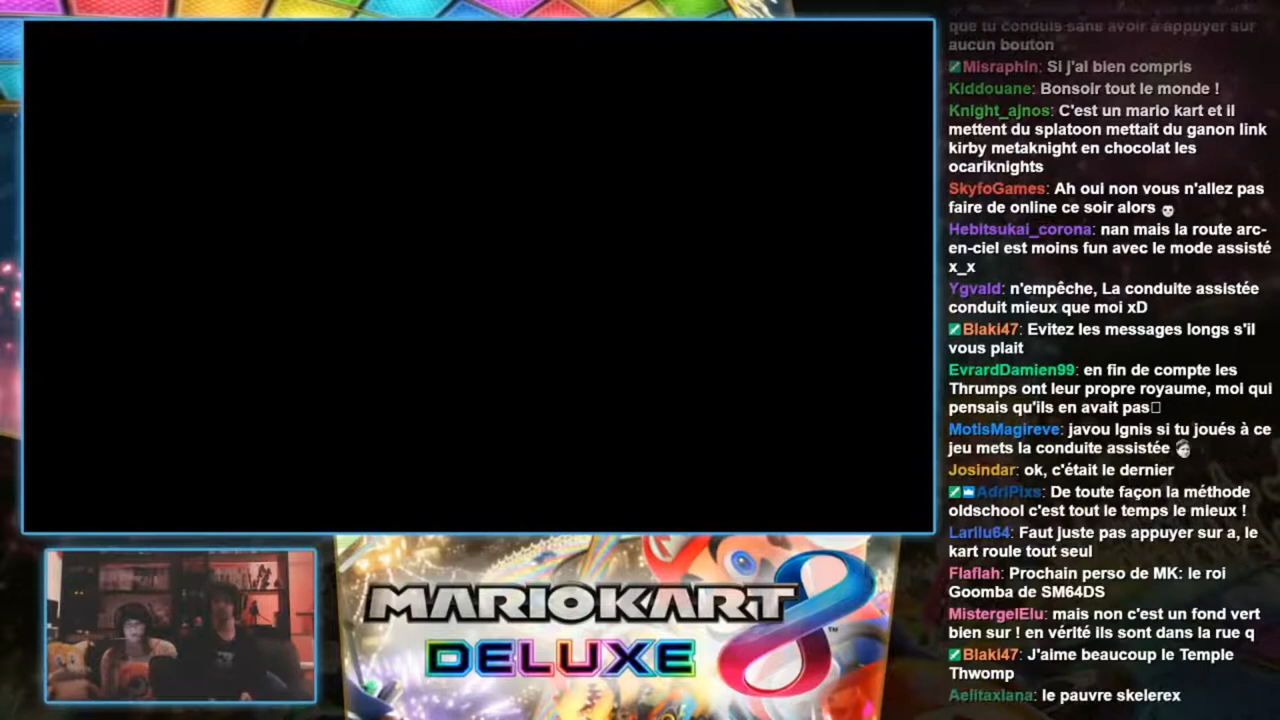 que tu conduis sans avoir à appuyer sur
aucun bouton
Misraphin: Si j'ai bien compris
Kiddouane: Bonsoir tout le monde !
Knight_ajnos: C'est un mario kart et il
mettent du splatoon mettait du ganon link
kirby metaknight en chocolat les
ocariknights
SkyfoGames: Ah oui non vous n'allez pas
faire de online ce soir alors
Hebitsukai_corona: nan mais la route arc-
en-ciel est moins fun avec le mode assisté
x_x
Ygvald: n'empêche, La conduite assistée
conduit mieux que moi xD
Blaki47: Evitez les messages longs s'il
vous plait
EvrardDamien99: en fin de compte les
Thrumps ont leur propre royaume, moi qui
pensais qu'ils en avait pas
MotisMagireve: javou Ignis si tu joués à ce
jeu mets la conduite assistée
Josindar: ok, c'était le dernier
AdriPixs: De toute façon la méthode
oldschool c'est tout le temps le mieux !
Larilu64: Faut juste pas appuyer sur a, le
kart roule tout seul
Flaflah: Prochain perso de MK: le roi
Goomba de SM64DS
MistergelElu: mais non c'est un fond vert
bien sur ! en vérité ils sont dans la rue q
Blaki47: J'aime beaucoup le Temple
Thwomp
Aelitaxiana: le pauvre skelerex
MARIOKART 8
DELUXE